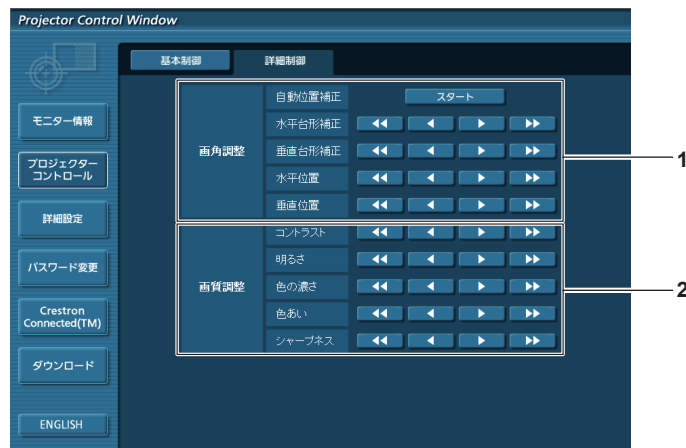 Projector Control Window
基本制御
詳細制御
モニター情報
プロジェクター
コントロール
詳細設定
パスワード変更
Crestron
Connected(TM)
ダウンロード
ENGLISH
画角調整
自動位置補正
スタート
水平台形補正
垂直台形補正
水平位置
垂直位置
1
画質調整
コントラスト
明るさ
色の濃さ
色あい
シャープネス
2